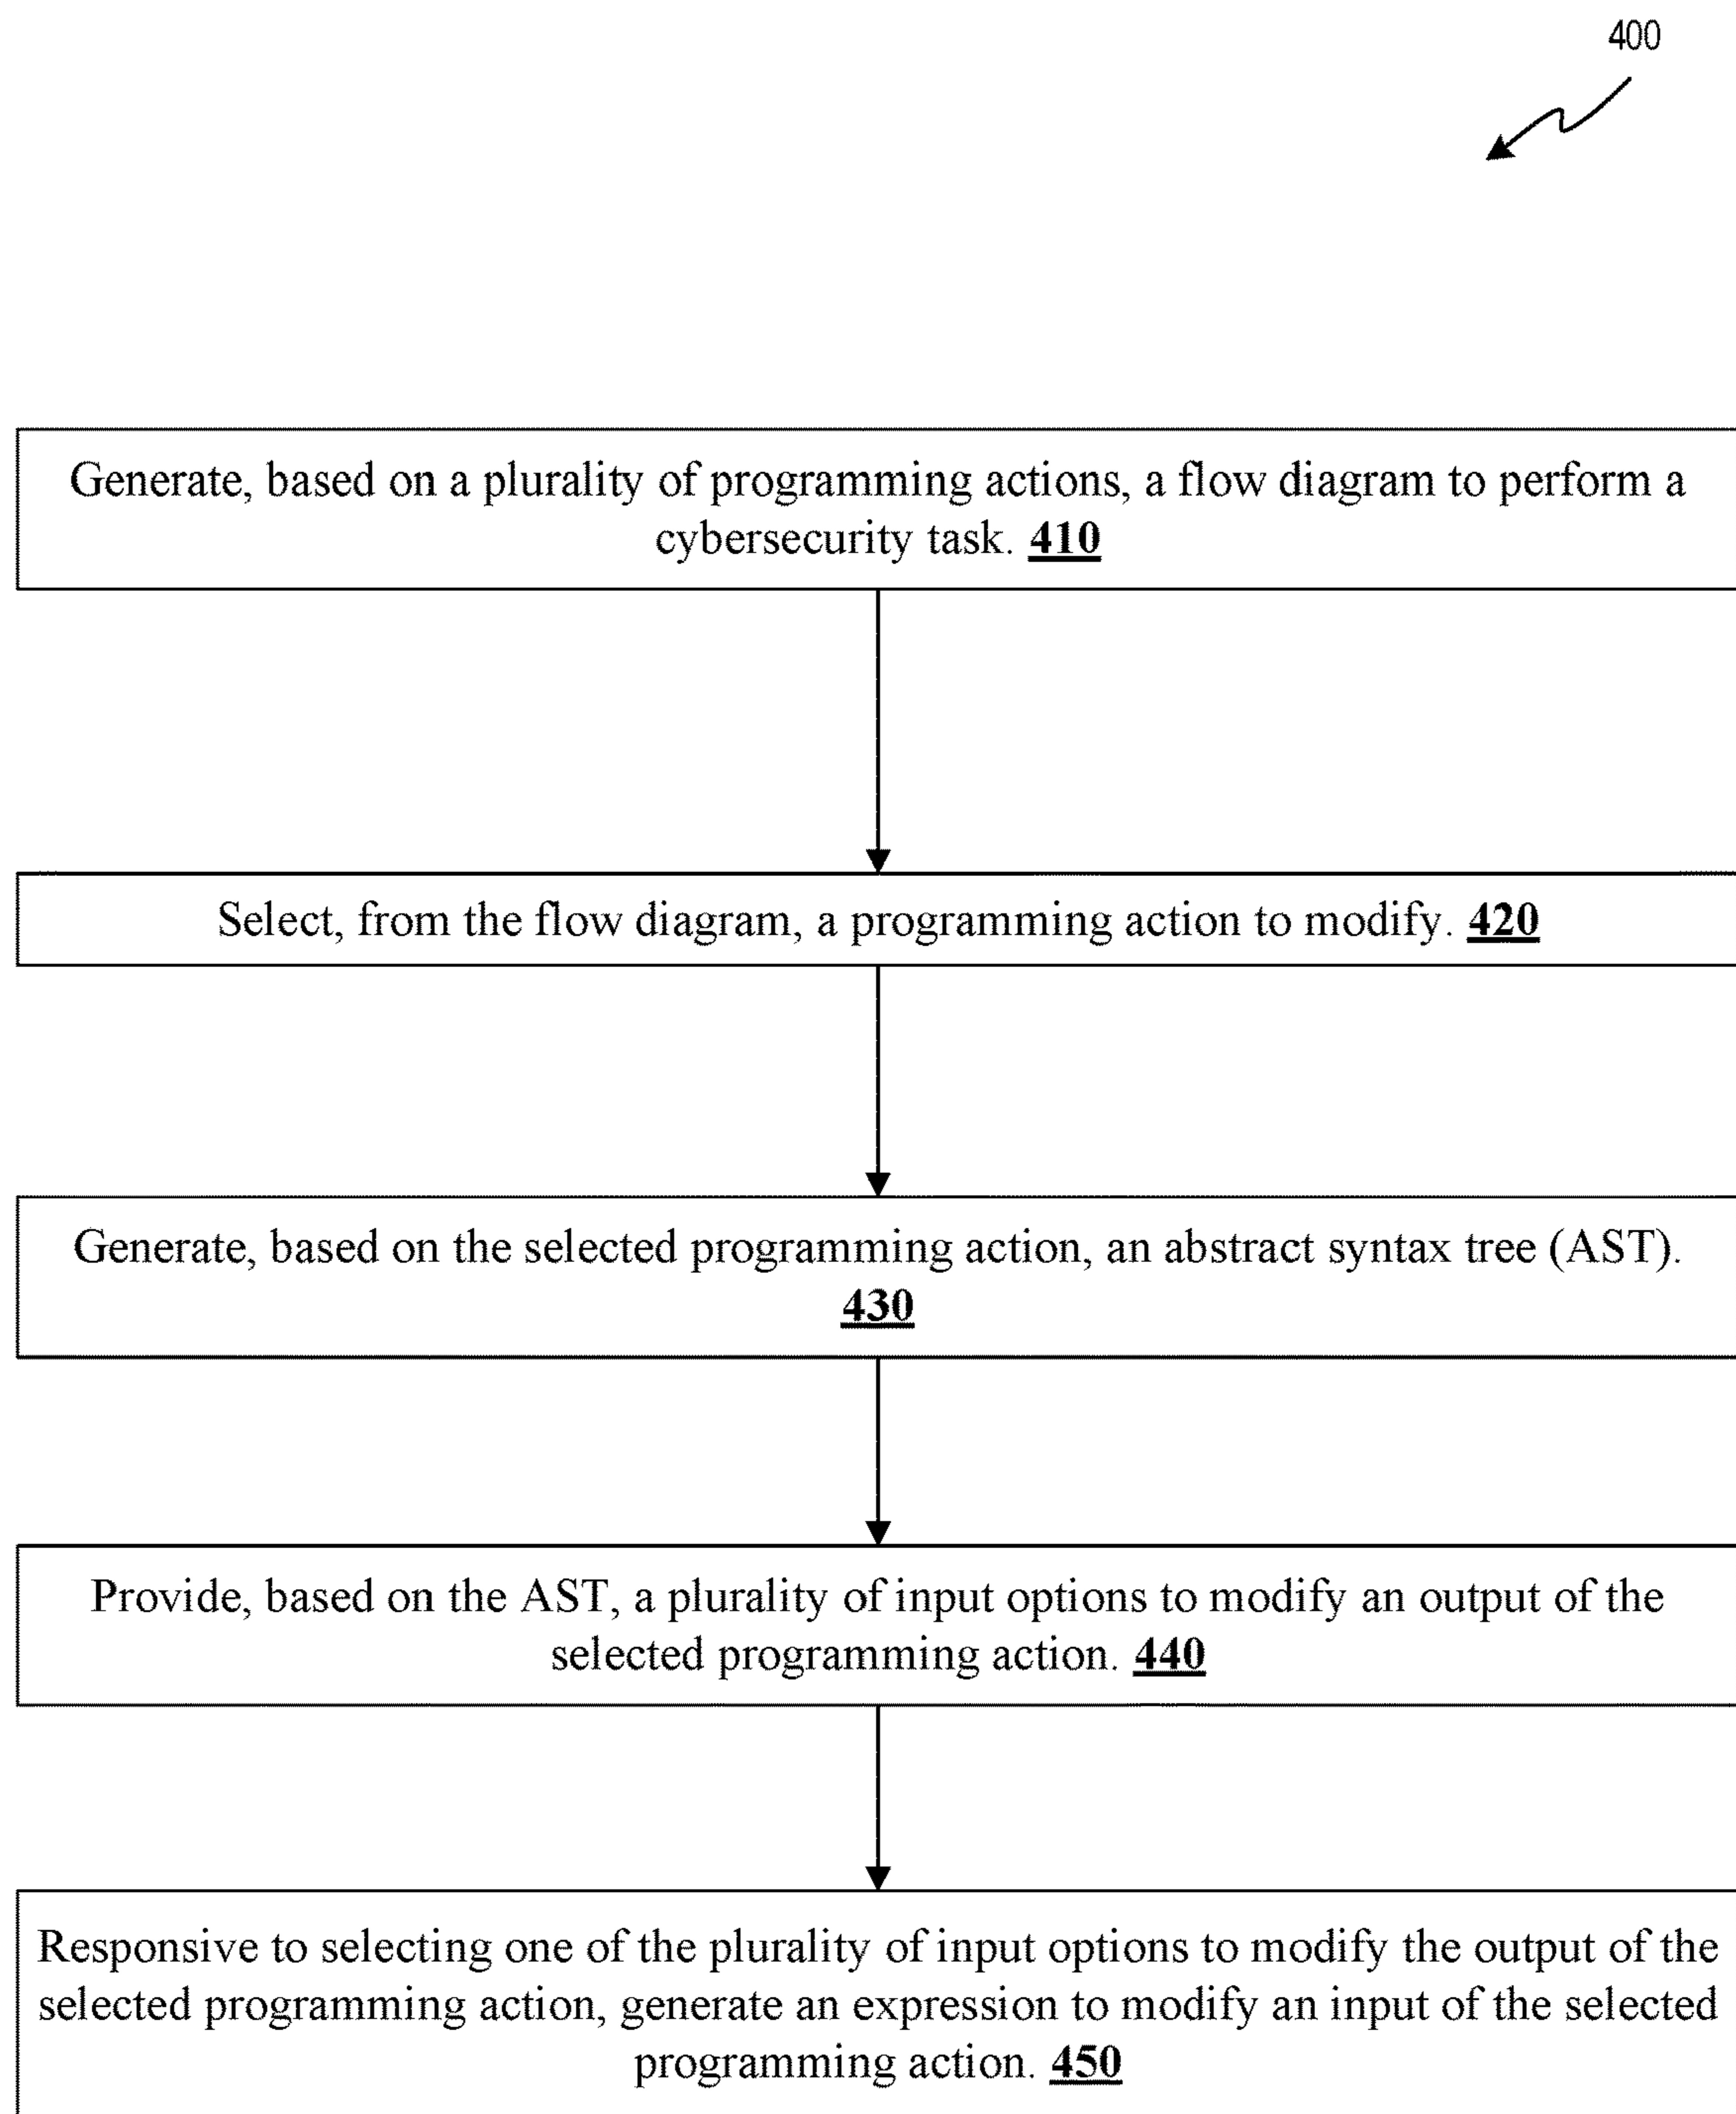 400
Generate, based on a plurality of programming actions, a flow diagram to perform a
cybersecurity task. 410
Select, from the flow diagram, a programming action to modify. 420
Generate, based on the selected programming action, an abstract syntax tree (AST).
430
Provide, based on the AST, a plurality of input options to modify an output of the
selected programming action. 440
Responsive to selecting one of the plurality of input options to modify the output of the
selected programming action, generate an expression to modify an input of the selected
programming action. 450